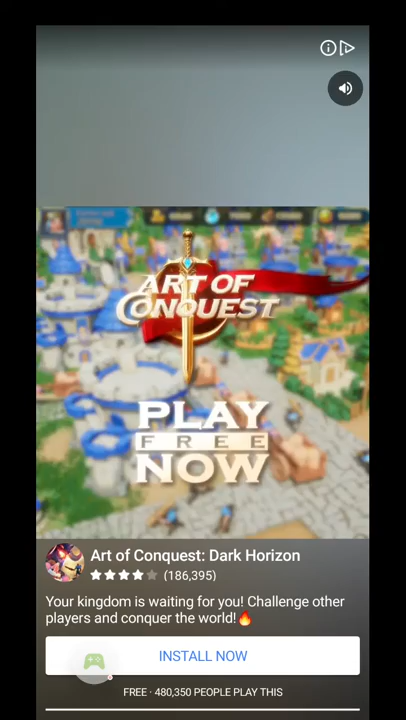 ART OF
CONQUEST
PLAY
FREE
NOW
Art of Conquest: Dark Horizon
(186,395)
Your kingdom is waiting for you! Challenge other
players and conquer the world!🔥
INSTALL NOW
FREE · 480,350 PEOPLE PLAY THIS